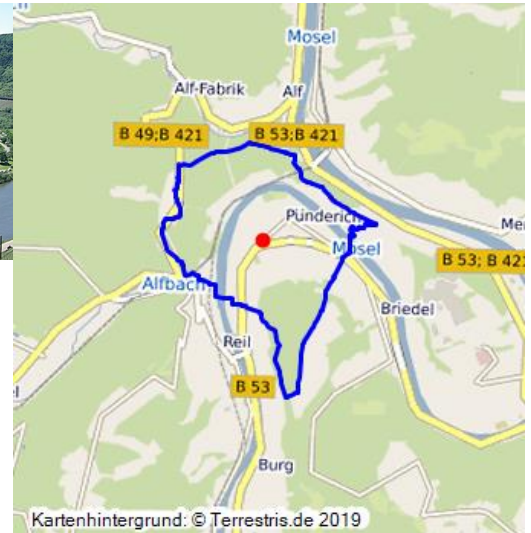 Mosel
Alf-Fabrik
Alf
B 49;B 421
B 53;B 421
Pünderich
Mosel
B 53; B 421
Alfbach
Briedel
Reil
B 53
Burg
Kartenhintergrund: © Terrestris.de 2019